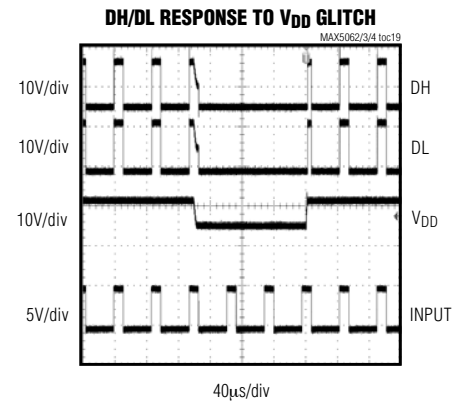 DH/DL RESPONSE TO VDD GLITCH
MAX5062/3/4 toc19
10V/div
DH
10V/div
DL
10V/div
VDD
5V/div
INPUT
40μs/div